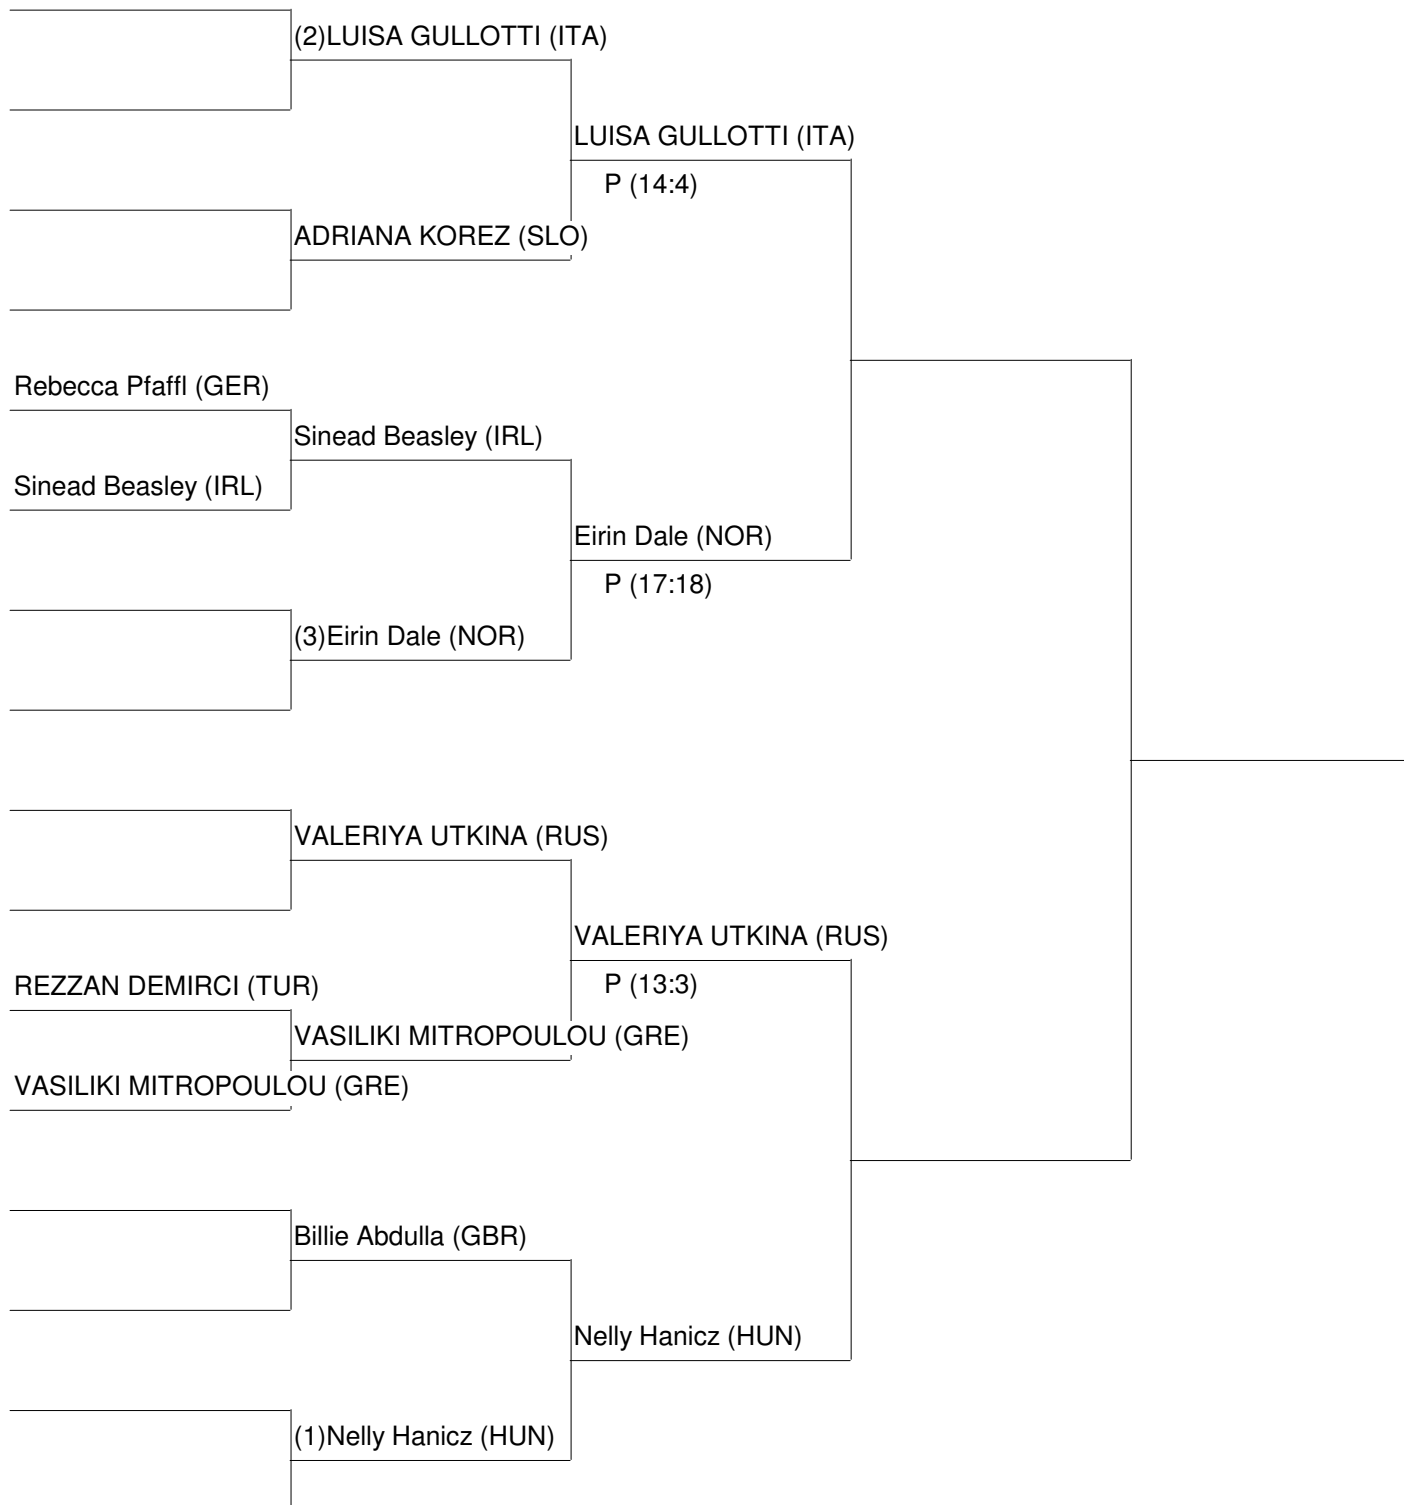 (2)LUISA GULLOTTI (ITA)
LUISA GULLOTTI (ITA)
P (14:4)
ADRIANA KOREZ (SLO)
Rebecca Pfaffl (GER)
Sinead Beasley (IRL)
Sinead Beasley (IRL)
Eirin Dale (NOR)
P (17:18)
(3)Eirin Dale (NOR)
VALERIYA UTKINA (RUS)
VALERIYA UTKINA (RUS)
REZZAN DEMIRCI (TUR)
P (13:3)
VASILIKI MITROPOULOU (GRE)
VASILIKI MITROPOULOU (GRE)
Billie Abdulla (GBR)
Nelly Hanicz (HUN)
(1)Nelly Hanicz (HUN)